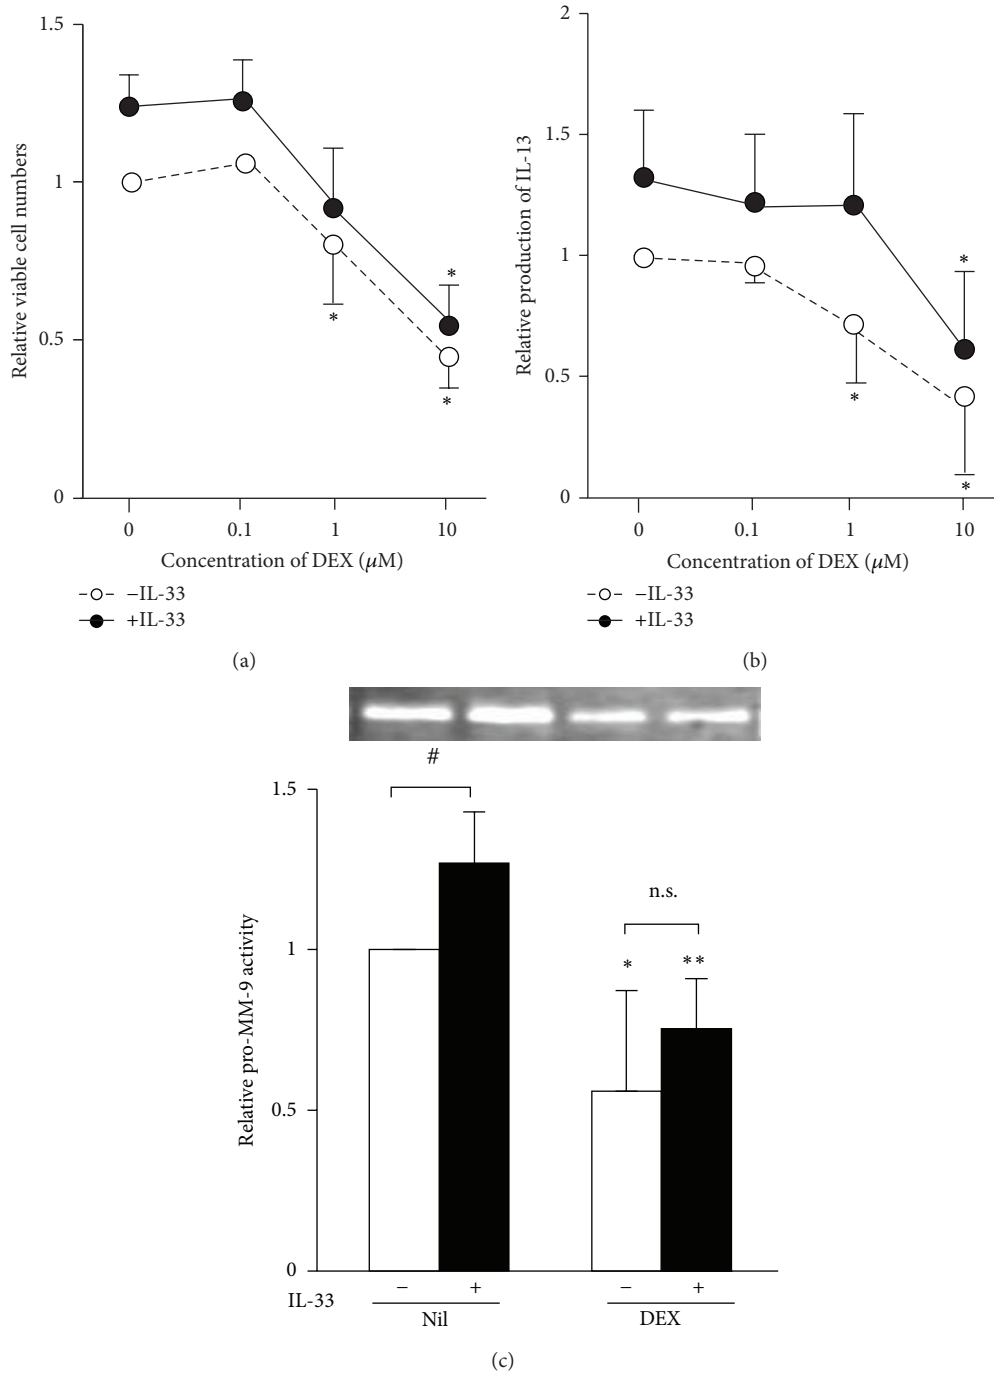 1.5
1
0.5
0
Relative viable cell numbers
*
*
*
0 0.1 1 10
Concentration of DEX (μM)
−IL-33
+IL-33
(a)
2
1.5
1
0.5
0
Relative production of IL-13
*
*
*
0 0.1 1 10
Concentration of DEX (μM)
−IL-33
+IL-33
(b)
#
1.5
1
0.5
0
Relative pro-MM-9 activity
n.s.
* **
IL-33 − + − +
Nil DEX
(c)